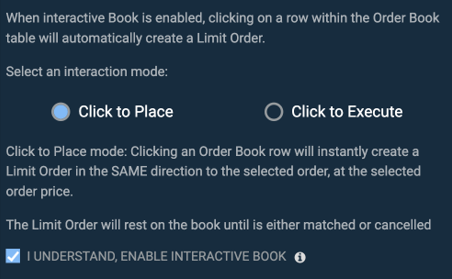 When interactive Book is enabled, clicking on a row within the Order Book
table will automatically create a Limit Order.
Select an interaction mode:
Click to Place
Click to Execute
Click to Place mode: Clicking an Order Book row will instantly create a
Limit Order in the SAME direction to the selected order, at the selected
order price.
The Limit Order will rest on the book until is either matched or cancelled
I UNDERSTAND, ENABLE INTERACTIVE BOOK